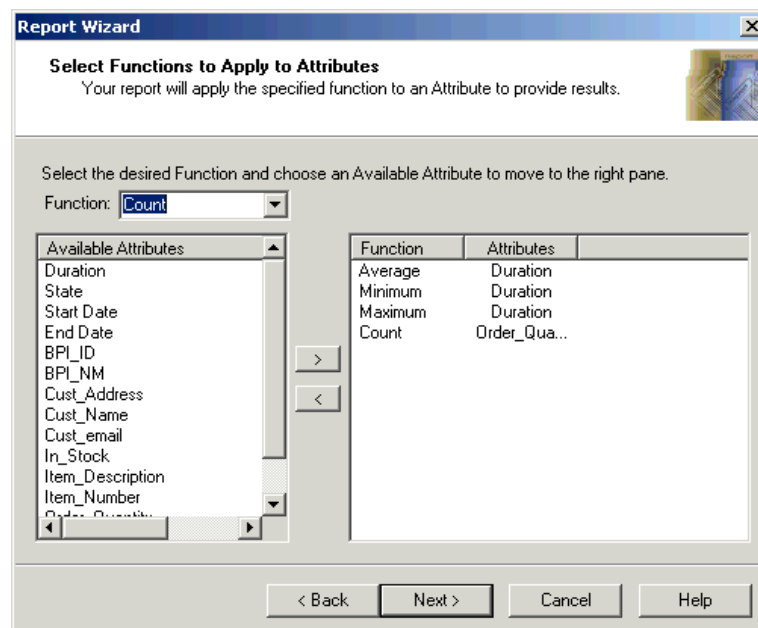 Report Wizard
Select Functions to Apply to Attributes
Your report will apply the specified function to an Attribute to provide results.
Select the desired Function and choose an Available Attribute to move to the right pane.
Function: Count
Available Attributes
Duration
State
Start Date
End Date
BPI_ID
BPI_NM
Cust_Address
Cust_Name
Cust_email
In_Stock
Item_Description
Item_Number
Order_Quantity
>
<
Function Attributes
Average Duration
Minimum Duration
Maximum Duration
Count Order_Qua...
< Back Next > Cancel Help